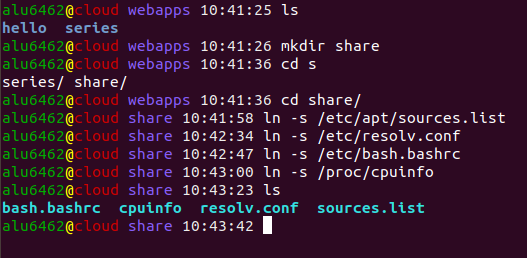 alu6462@cloud webapps 10:41:25 ls
hello  series
alu6462@cloud webapps 10:41:26 mkdir share
alu6462@cloud webapps 10:41:36 cd s
series/ share/
alu6462@cloud webapps 10:41:36 cd share/
alu6462@cloud share 10:41:58 ln -s /etc/apt/sources.list
alu6462@cloud share 10:42:34 ln -s /etc/resolv.conf
alu6462@cloud share 10:42:47 ln -s /etc/bash.bashrc
alu6462@cloud share 10:43:00 ln -s /proc/cpuinfo
alu6462@cloud share 10:43:23 ls
bash.bashrc  cpuinfo  resolv.conf  sources.list
alu6462@cloud share 10:43:42